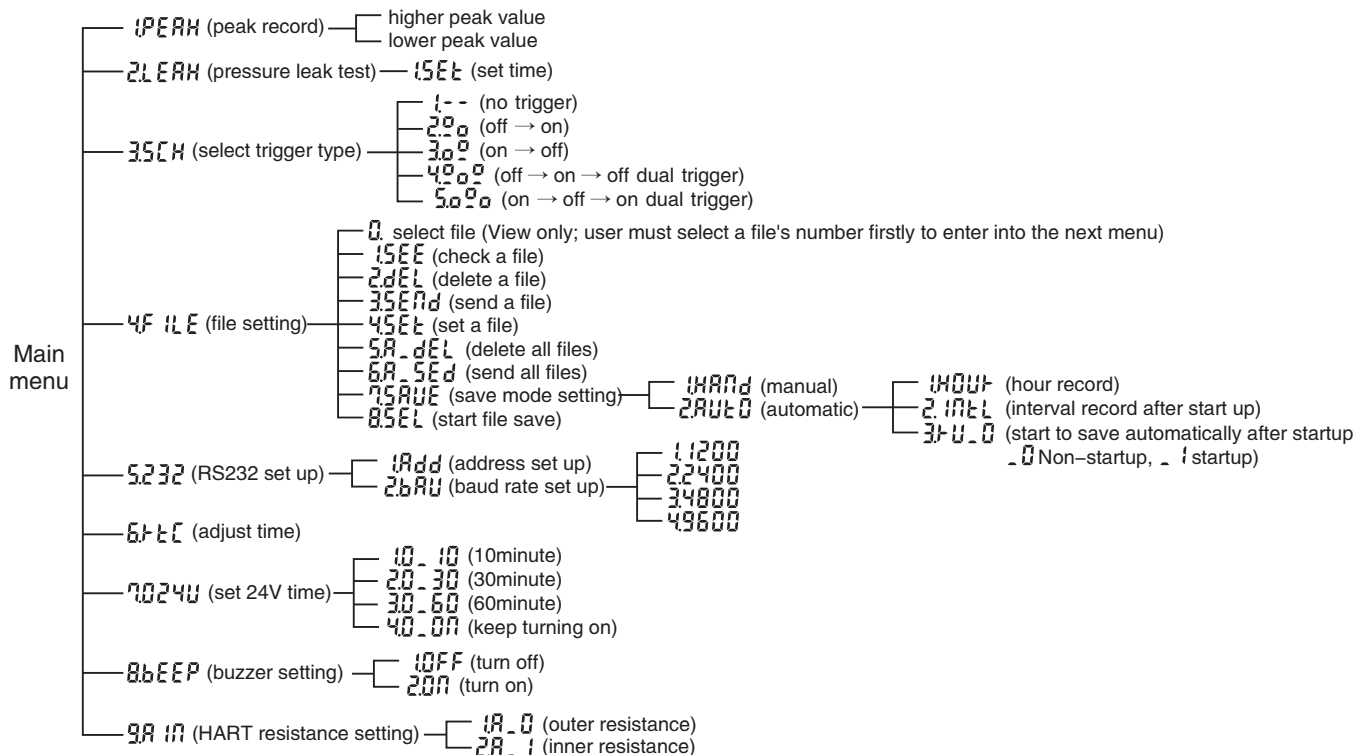 Main menu
1.PEAK (peak record)
higher peak value
lower peak value
2.LEAK (pressure leak test)
1.SEt (set time)
3.SCH (select trigger type)
1.-- (no trigger)
2.ºo (off → on)
3.oº (on → off)
4.ºoº (off → on → off dual trigger)
5.oºo (on → off → on dual trigger)
4.FILE (file setting)
0. select file (View only; user must select a file's number firstly to enter into the next menu)
1.SEE (check a file)
2.dEL (delete a file)
3.SEnd (send a file)
4.SEt (set a file)
5.A_dEL (delete all files)
6.A_SEd (send all files)
7.SAUE (save mode setting)
1.HAnd (manual)
2.AUtO (automatic)
1.HOUr (hour record)
2.IntL (interval record after start up)
3.rU_0 (start to save automatically after startup
_0 Non–startup, _1 startup)
8.SEL (start file save)
5.232 (RS232 set up)
1.Add (address set up)
2.bAU (baud rate set up)
1.1200
2.2400
3.4800
4.9600
6.rtC (adjust time)
7.024U (set 24V time)
1.0_10 (10minute)
2.0_30 (30minute)
3.0_60 (60minute)
4.0_On (keep turning on)
8.bEEP (buzzer setting)
1.OFF (turn off)
2.On (turn on)
9.A In (HART resistance setting)
1.A_0 (outer resistance)
2.A_1 (inner resistance)